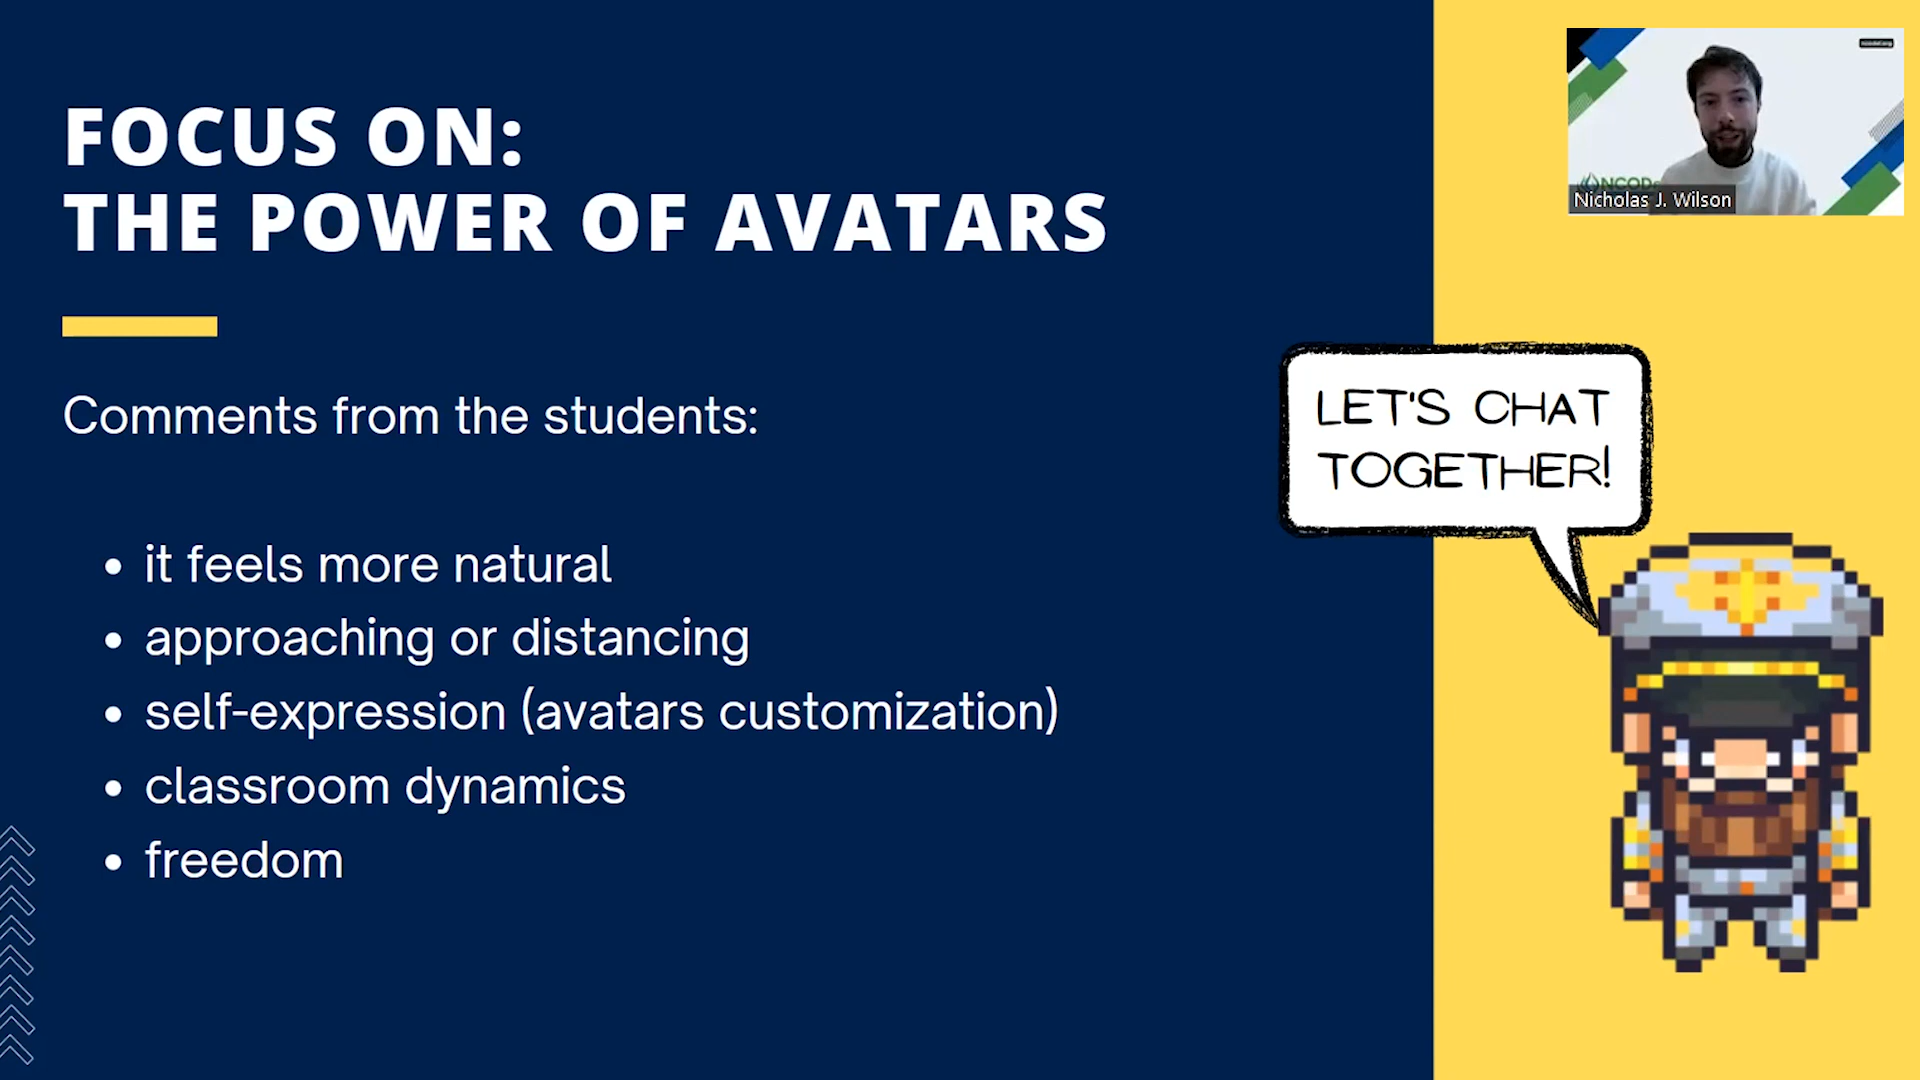 FOCUS ON:
THE POWER OF AVATARS
Comments from the students:
• it feels more natural
• approaching or distancing
• self-expression (avatars customization)
• classroom dynamics
• freedom
LET'S CHAT
TOGETHER!
Nicholas J. Wilson